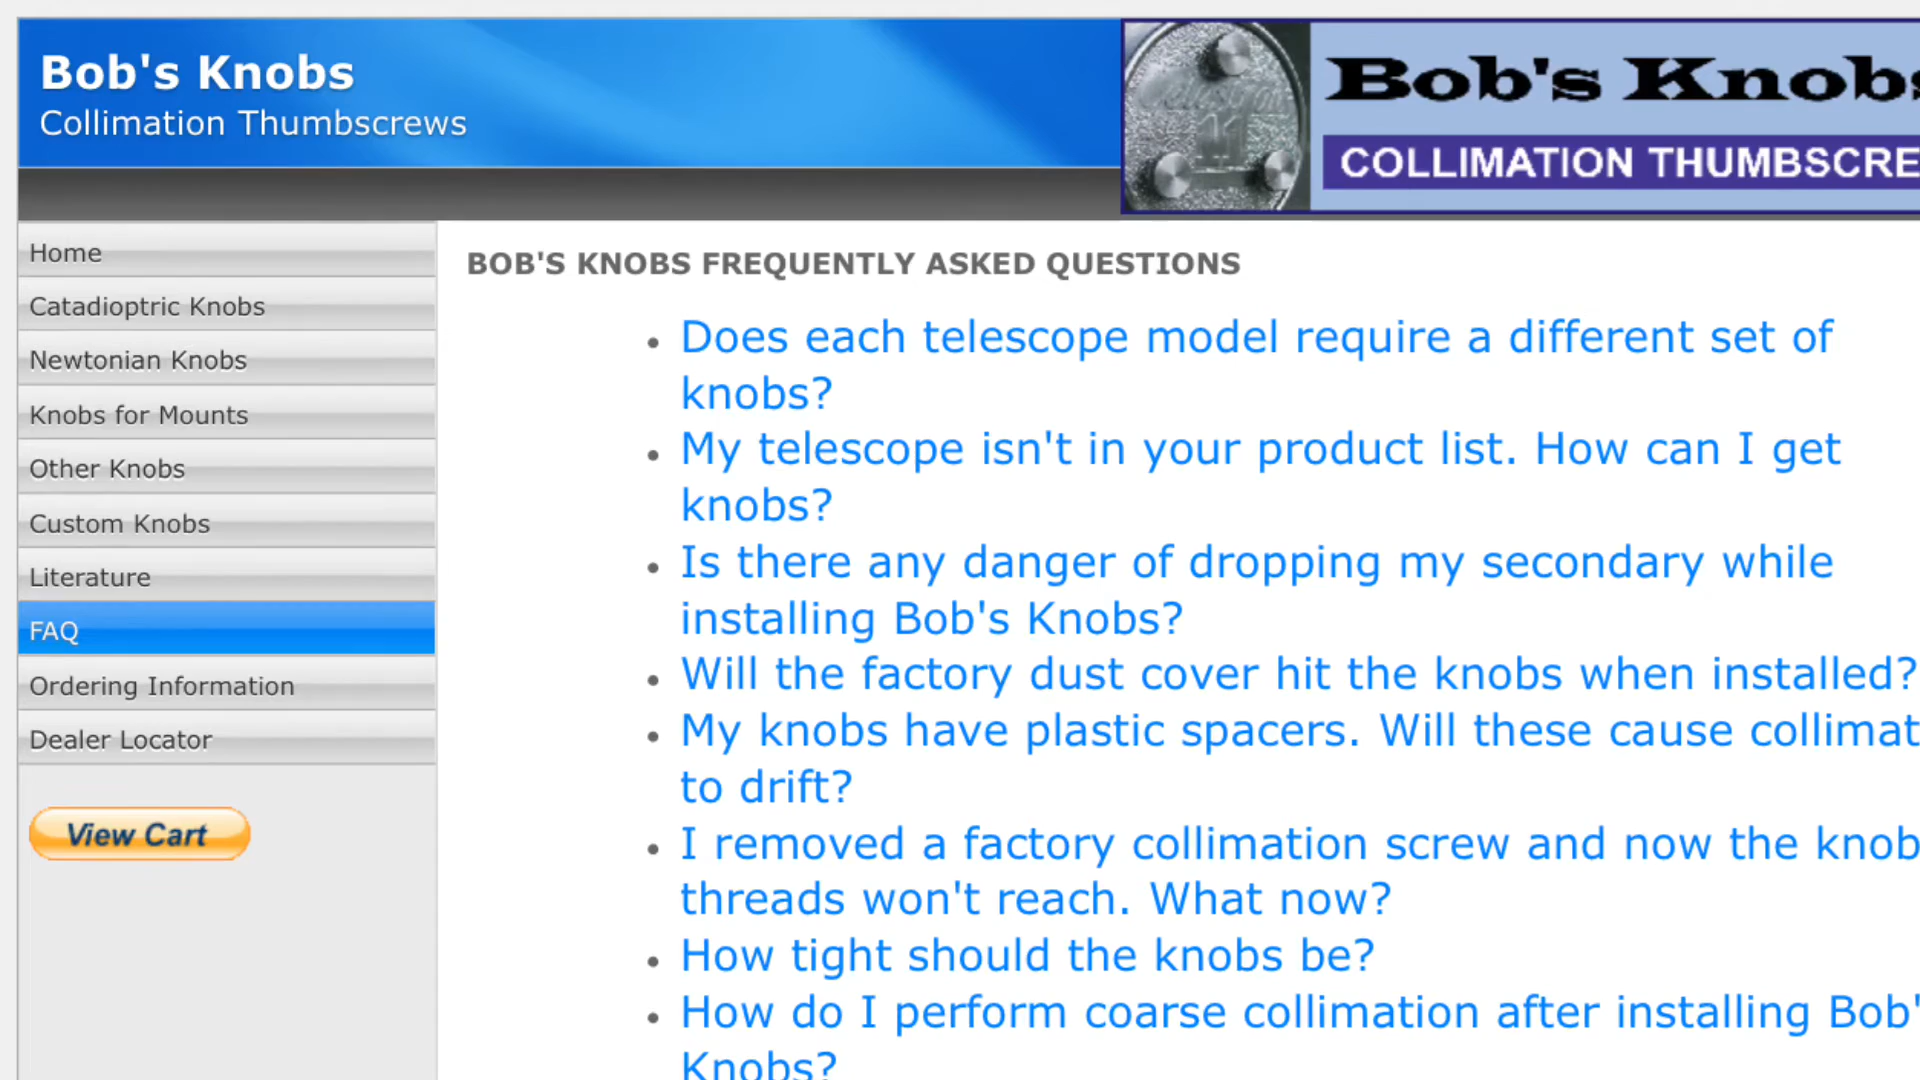 Bob's Knobs
Collimation Thumbscrews
Bob's Knobs
COLLIMATION THUMBSCRE
Home
Catadioptric Knobs
Newtonian Knobs
Knobs for Mounts
Other Knobs
Custom Knobs
Literature
FAQ
Ordering Information
Dealer Locator
View Cart
BOB'S KNOBS FREQUENTLY ASKED QUESTIONS
Does each telescope model require a different set of
knobs?
My telescope isn't in your product list. How can I get
knobs?
Is there any danger of dropping my secondary while
installing Bob's Knobs?
Will the factory dust cover hit the knobs when installed?
My knobs have plastic spacers. Will these cause collimat
to drift?
I removed a factory collimation screw and now the knob
threads won't reach. What now?
How tight should the knobs be?
How do I perform coarse collimation after installing Bob'
Knobs?